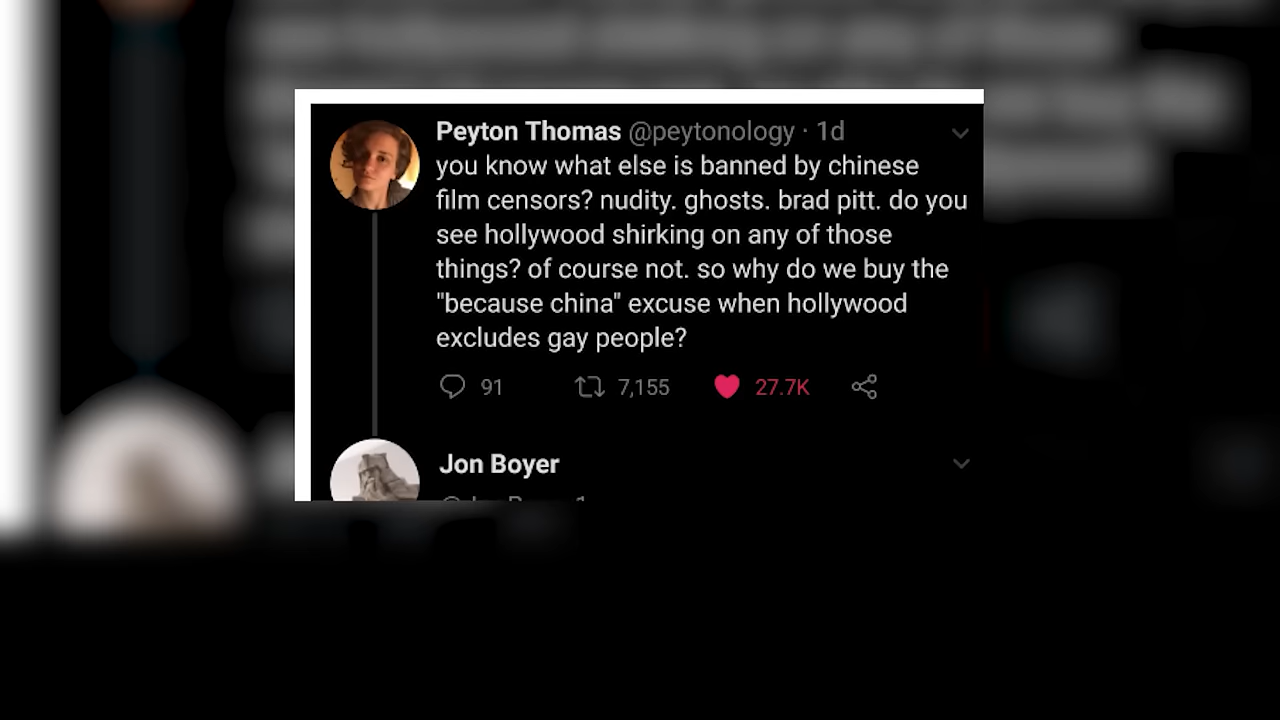 Peyton Thomas @peytonology · 1d
you know what else is banned by chinese
film censors? nudity. ghosts. brad pitt. do you
see hollywood shirking on any of those
things? of course not. so why do we buy the
"because china" excuse when hollywood
excludes gay people?
91 7,155 27.7K
Jon Boyer